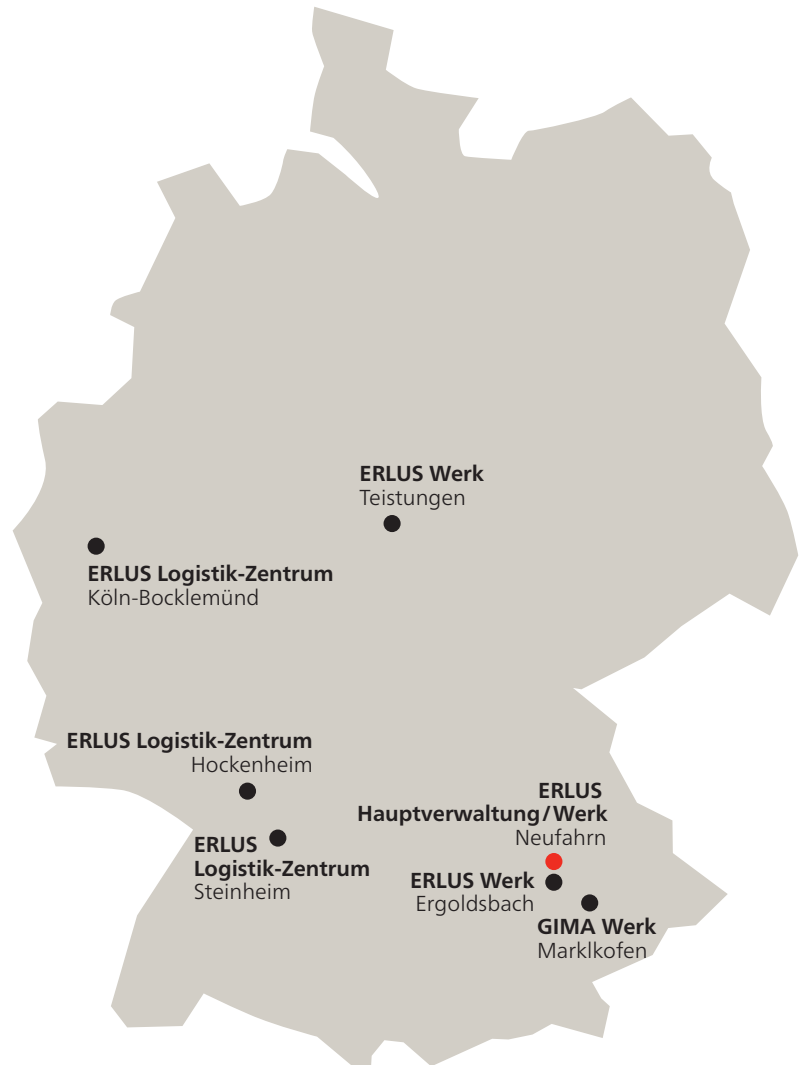 ERLUS Werk
Teistungen
ERLUS Logistik-Zentrum
Köln-Bocklemünd
ERLUS Logistik-Zentrum
Hockenheim
ERLUS
Logistik-Zentrum
Steinheim
ERLUS
Hauptverwaltung/Werk
Neufahrn
ERLUS Werk
Ergoldsbach
GIMA Werk
Marklkofen